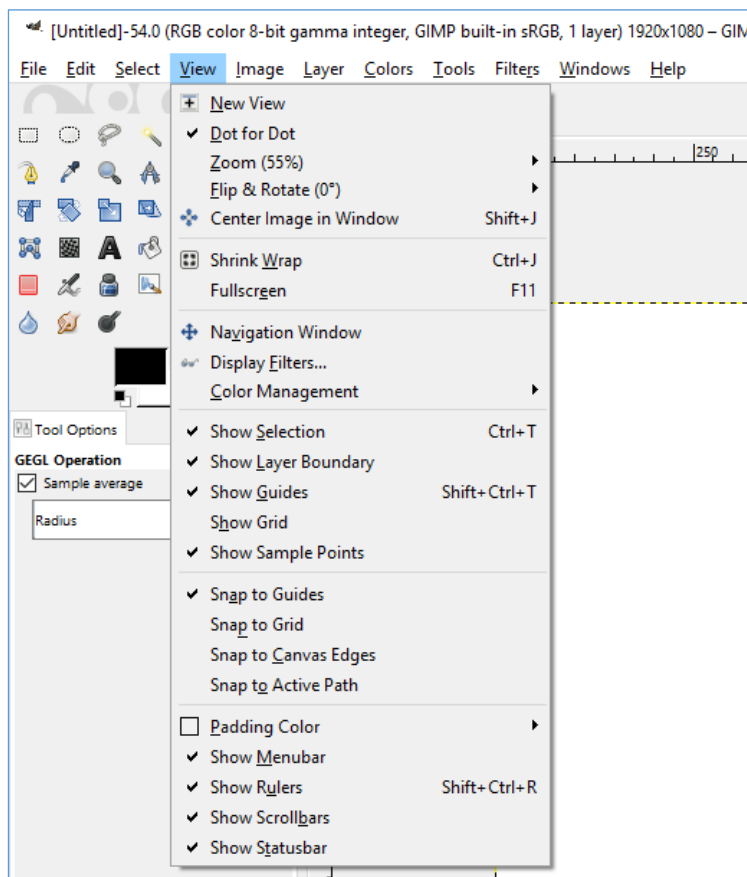 [Untitled]-54.0 (RGB color 8-bit gamma integer, GIMP built-in sRGB, 1 layer) 1920x1080 – GIM
File Edit Select View Image Layer Colors Tools Filters Windows Help
New View
Dot for Dot
Zoom (55%)
Flip & Rotate (0°)
Center Image in Window Shift+J
Shrink Wrap Ctrl+J
Fullscreen F11
Navigation Window
Display Filters...
Color Management
Show Selection Ctrl+T
Show Layer Boundary
Show Guides Shift+Ctrl+T
Show Grid
Show Sample Points
Snap to Guides
Snap to Grid
Snap to Canvas Edges
Snap to Active Path
Padding Color
Show Menubar
Show Rulers Shift+Ctrl+R
Show Scrollbars
Show Statusbar
250
Tool Options
GEGL Operation
Sample average
Radius